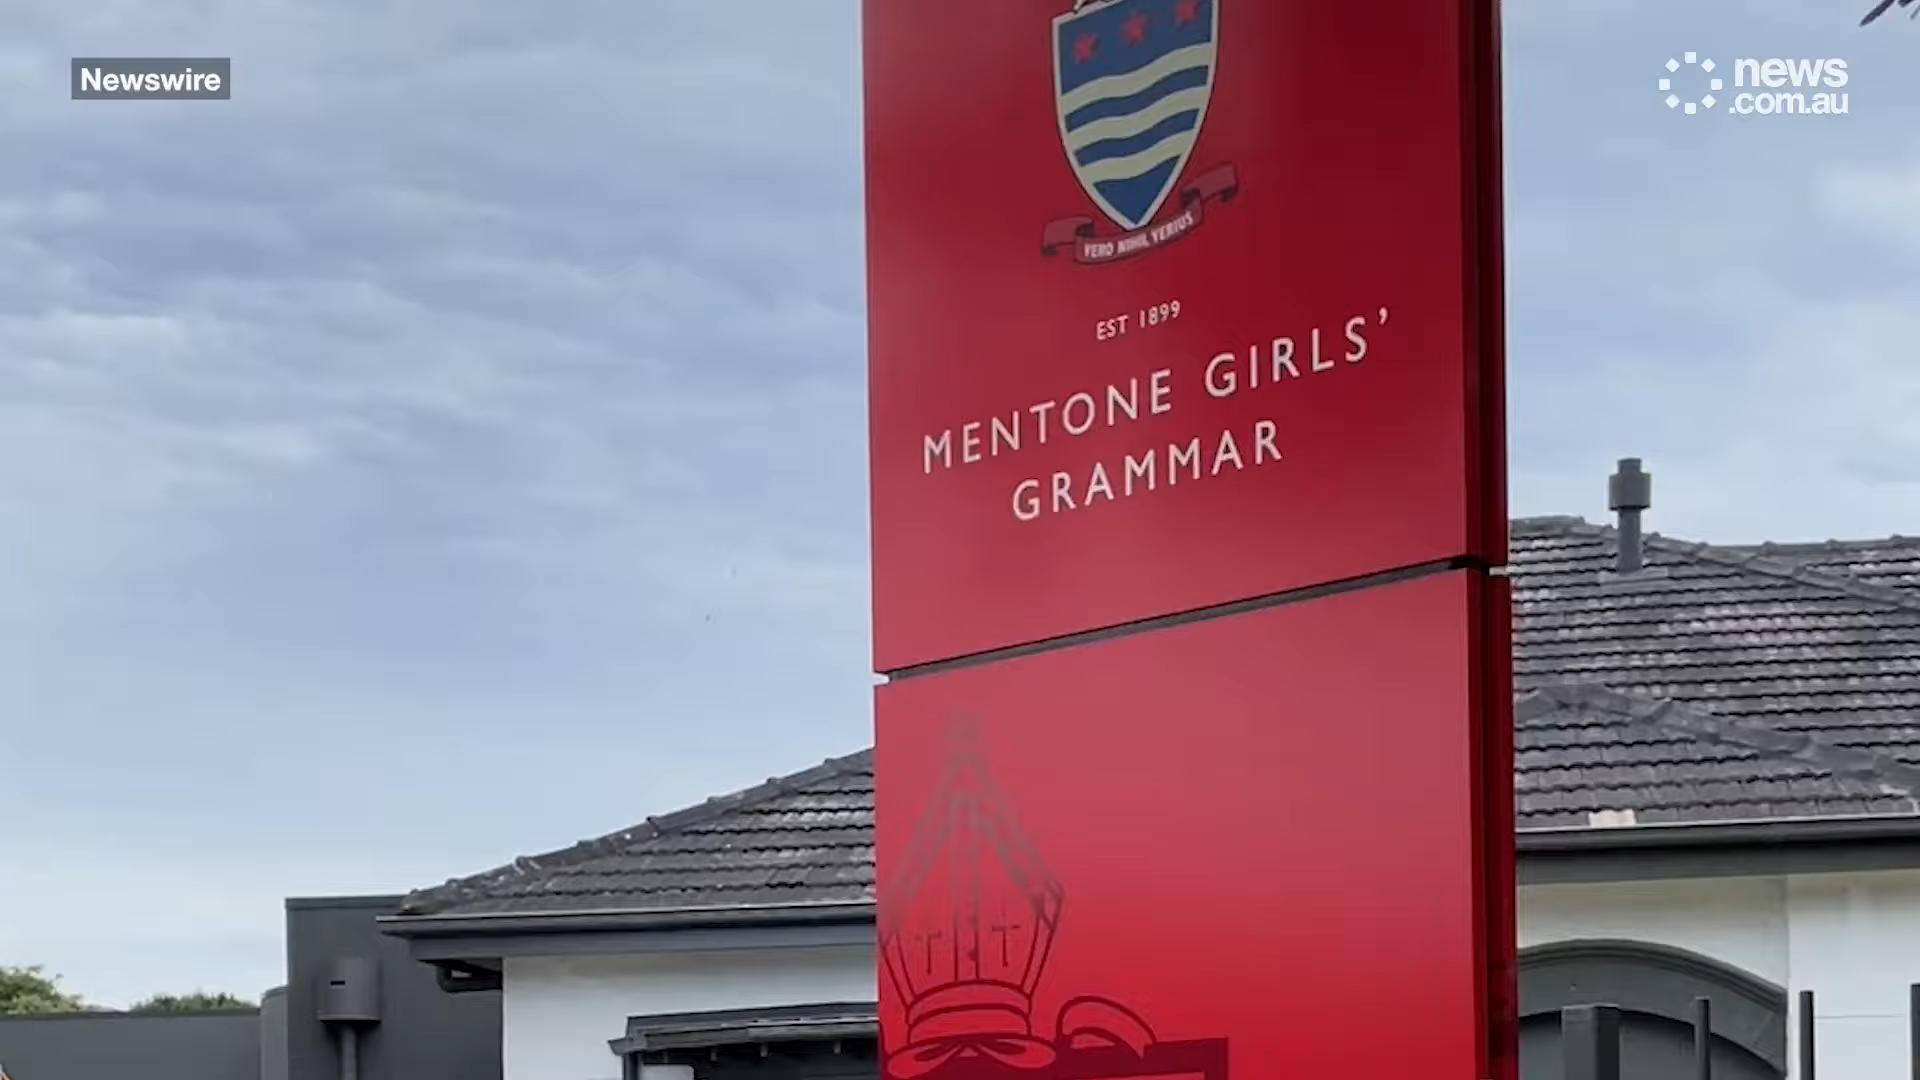 Newswire
news
.com.au
VERO NIHIL VERIUS
EST 1899
MENTONE GIRLS’
GRAMMAR